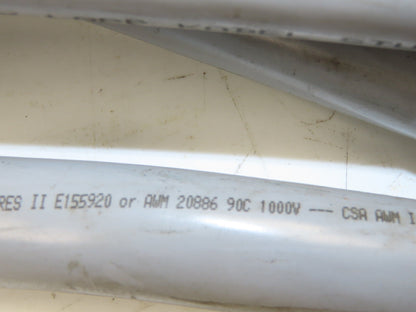 RES II E155920 or AWM 20886 90C 1000V --- CSA AWM I